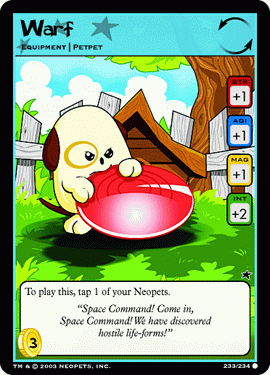 Warf
EQUIPMENT | PETPET
STR
+1
AGI
+1
MAG
+1
INT
+2
To play this, tap 1 of your Neopets.
“Space Command! Come in,
Space Command! We have discovered
hostile life-forms!”
3
TM & © 2003 NEOPETS, INC.
233/234